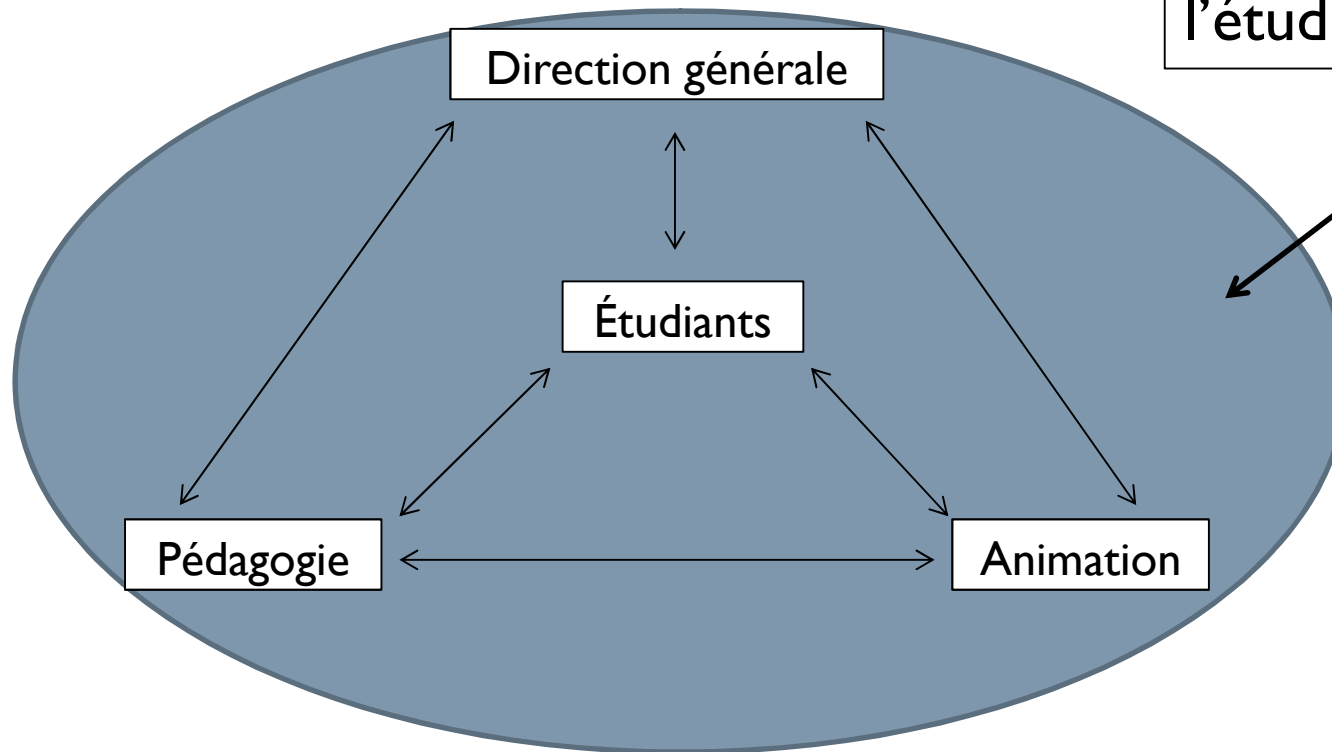 l'étud
Direction générale
Étudiants
Pédagogie
Animation